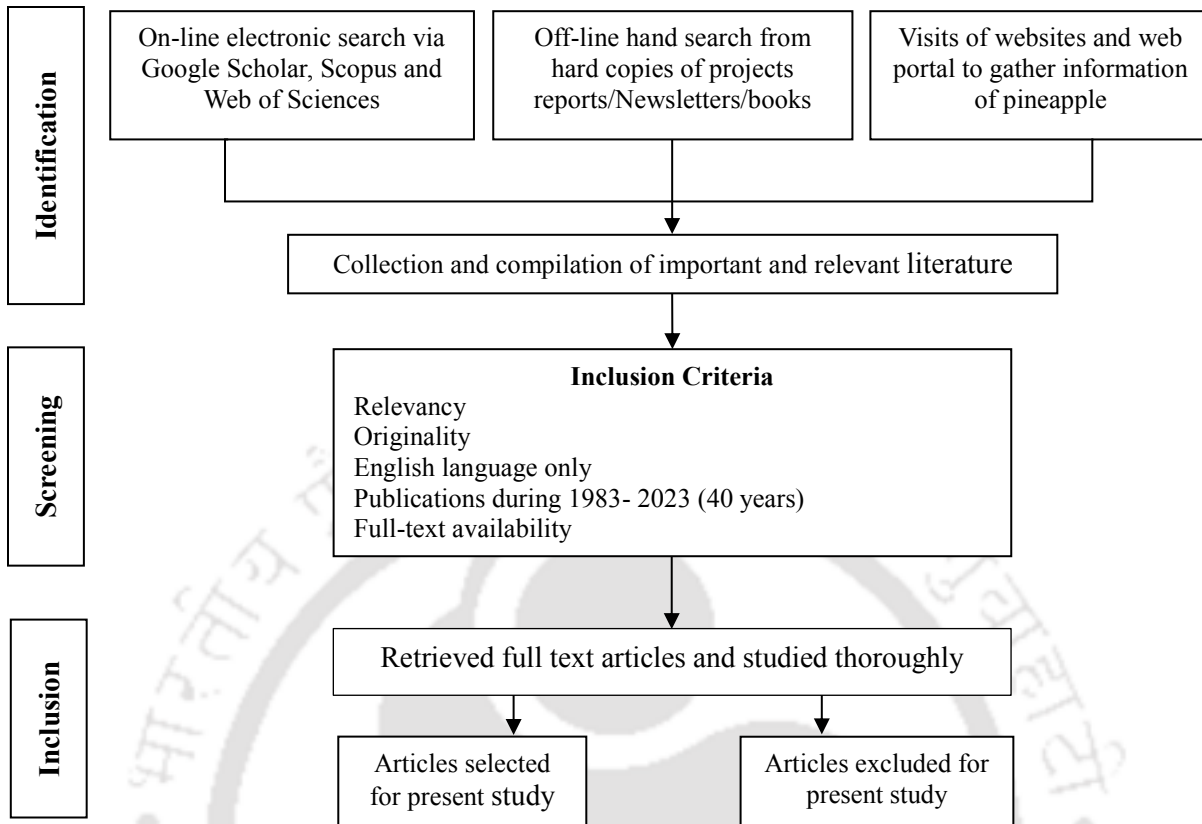 Identification
On-line electronic search via
Google Scholar, Scopus and
Web of Sciences
Off-line hand search from
hard copies of projects
reports/Newsletters/books
Visits of websites and web
portal to gather information
of pineapple
Collection and compilation of important and relevant literature
Screening
Inclusion Criteria
Relevancy
Originality
English language only
Publications during 1983- 2023 (40 years)
Full-text availability
Inclusion
Retrieved full text articles and studied thoroughly
Articles selected
for present study
Articles excluded for
present study